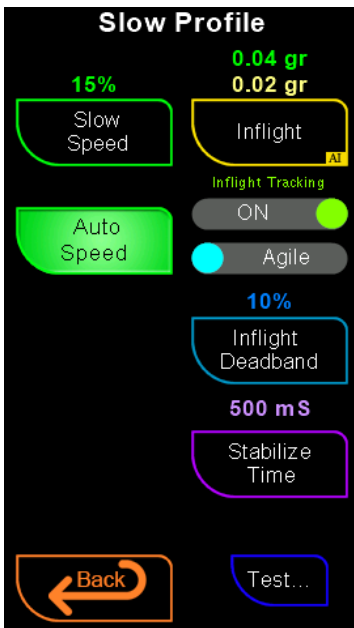 Slow Profile
0.04 gr
15%
0.02 gr
Slow
Speed
Inflight
AI
Inflight Tracking
ON
Auto
Speed
Agile
10%
Inflight
Deadband
500 mS
Stabilize
Time
Back
Test...